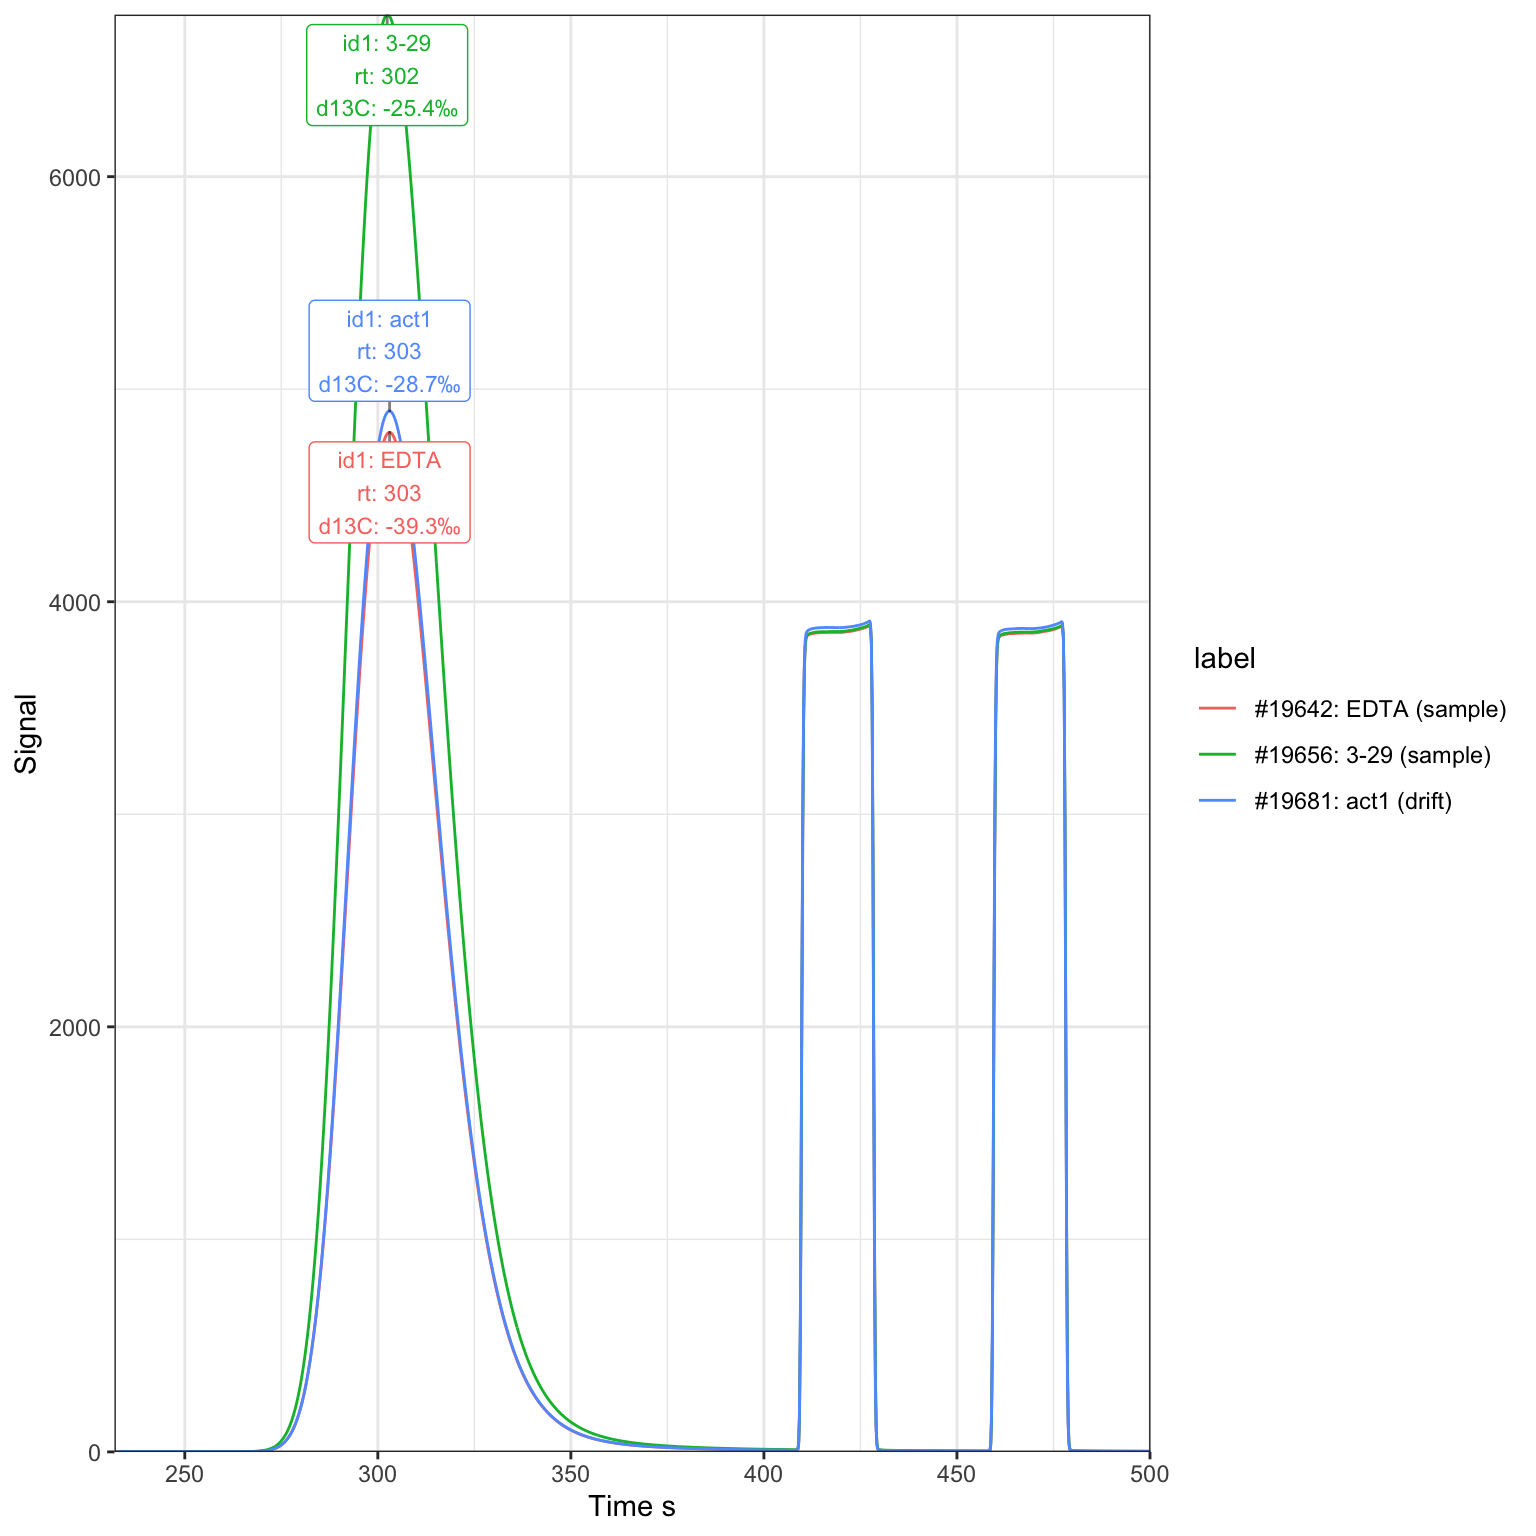 id1: 3-29
rt: 302
d13C: -25.4‰
6000
id1: act1
rt: 303
d13C: -28.7‰
id1: EDTA
rt: 303
d13C: -39.3‰
4000
2000
0
Signal
250
300
350
400
450
500
Time s
label
#19642: EDTA (sample)
#19656: 3-29 (sample)
#19681: act1 (drift)